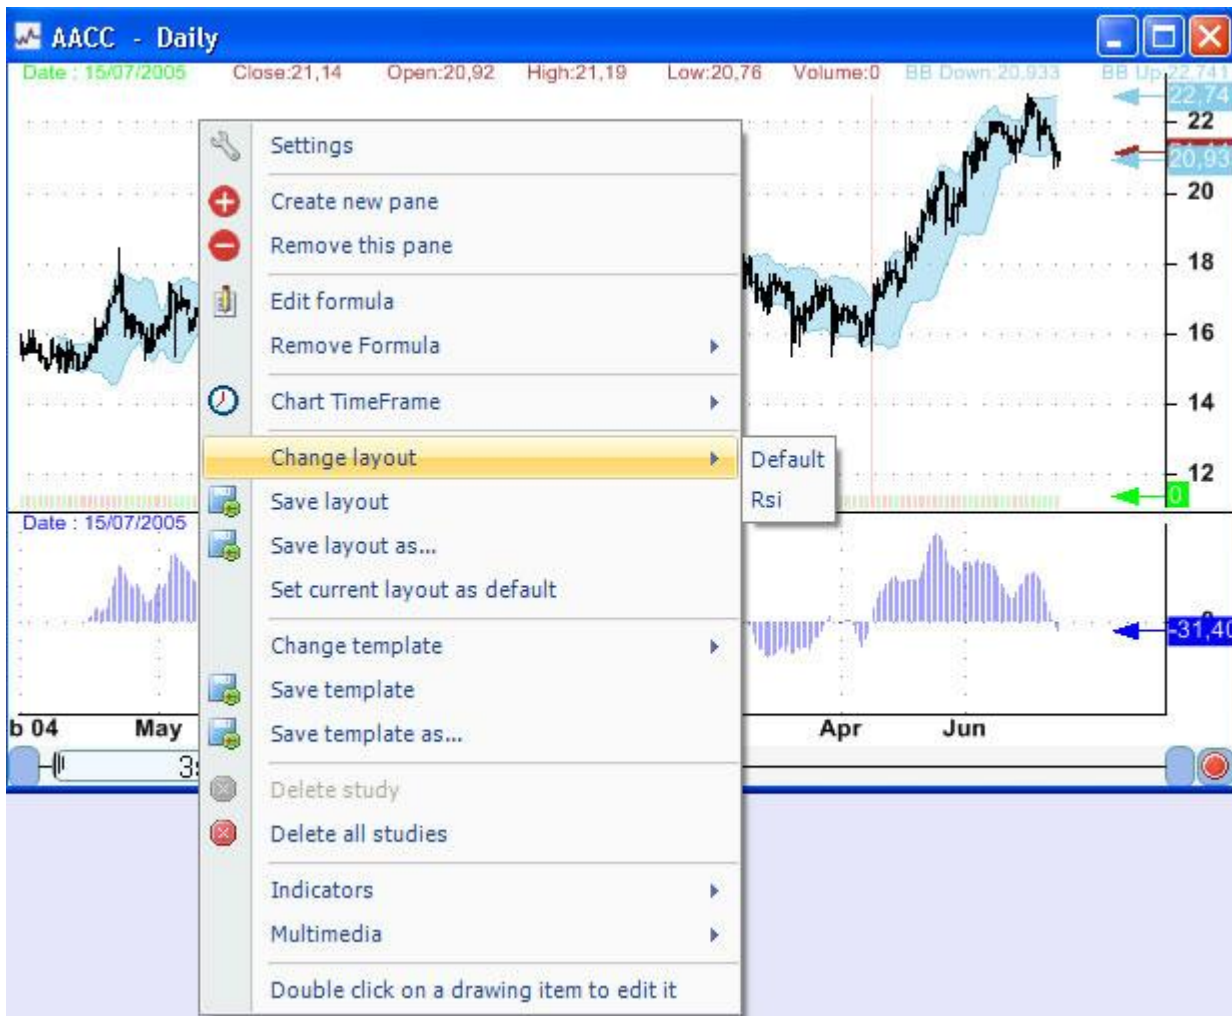 AACC - Daily
Date : 15/07/2005 Close:21,14 Open:20,92 High:21,19 Low:20,76 Volume:0 BB Down:20,933 BB Up:22,741
22,74
22
20,93
20
18
16
14
12
0
Settings
Create new pane
Remove this pane
Edit formula
Remove Formula
Chart TimeFrame
Change layout
Default
Rsi
Save layout
Save layout as...
Set current layout as default
Change template
Save template
Save template as...
Delete study
Delete all studies
Indicators
Multimedia
Double click on a drawing item to edit it
Date : 15/07/2005
-31,40
b 04 May Apr Jun